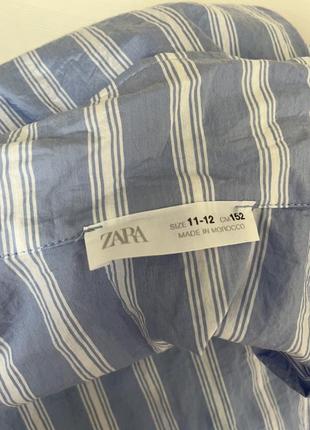 ZARA
SIZE 11-12 CM 152
MADE IN MOROCCO